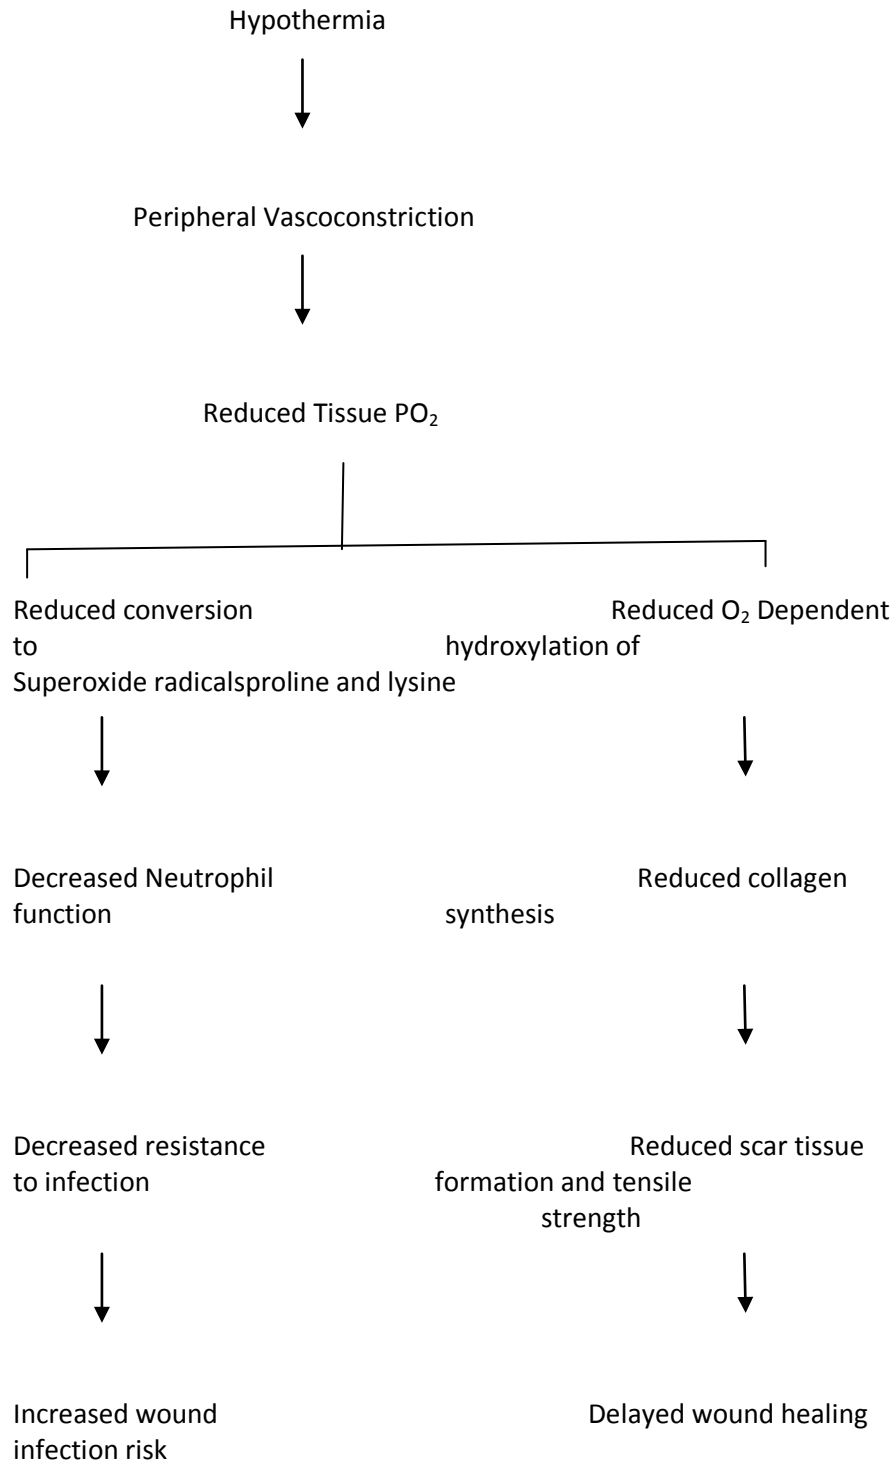 Hypothermia
Peripheral Vascoconstriction
Reduced Tissue PO₂
Reduced conversion Reduced O₂ Dependent
to hydroxylation of
Superoxide radicalsproline and lysine
Decreased Neutrophil Reduced collagen
function synthesis
Decreased resistance Reduced scar tissue
to infection formation and tensile
strength
Increased wound Delayed wound healing
infection risk